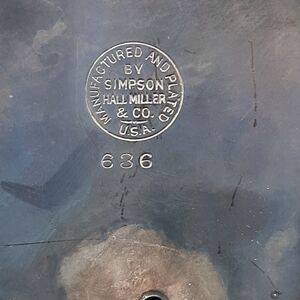 MANUFACTURED AND PLATED
BY
SIMPSON
HALL MILLER
& CO.
U.S.A.
636